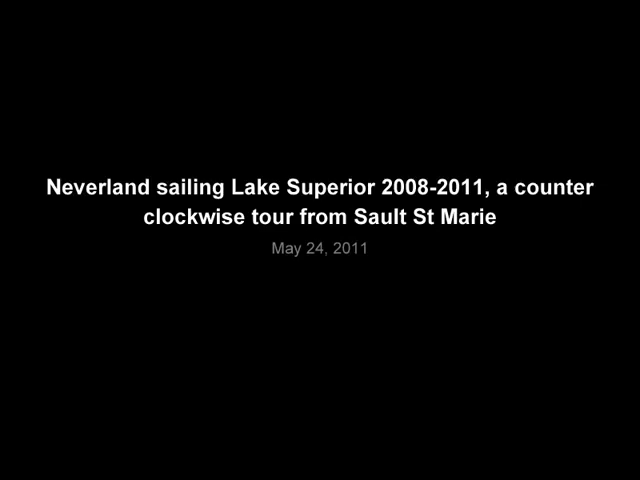 Neverland sailing Lake Superior 2008-2011, a counter
clockwise tour from Sault St Marie
May 24, 2011